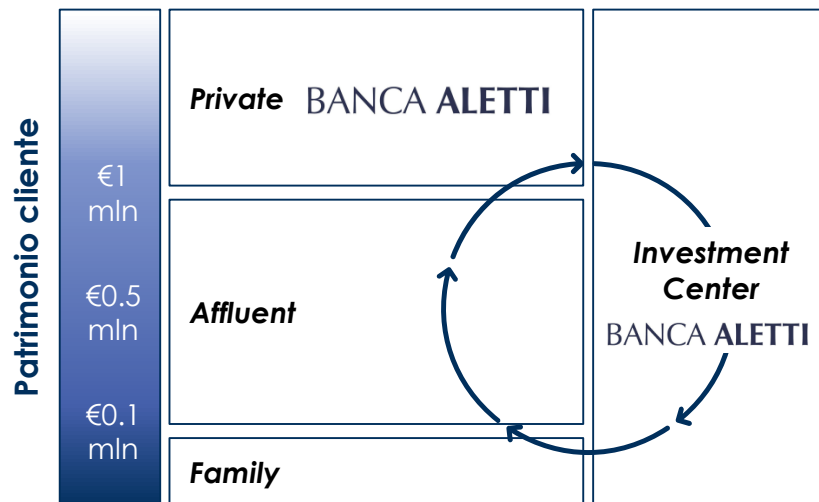 Patrimonio cliente
€1
mln
€0.5
mln
€0.1
mln
Private BANCA ALETTI
Affluent
Family
Investment
Center
BANCA ALETTI